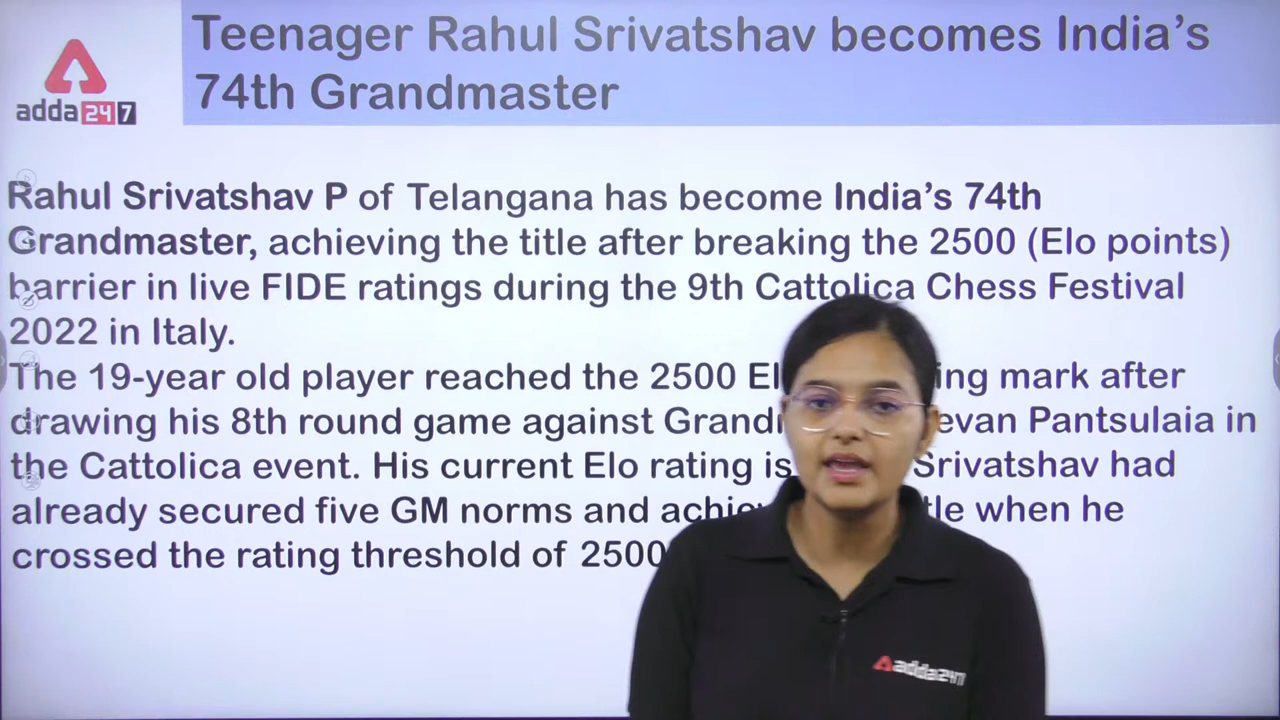 Teenager Rahul Srivatshav becomes India's
74th Grandmaster
adda247
Rahul Srivatshav P of Telangana has become India's 74th
Grandmaster, achieving the title after breaking the 2500 (Elo points)
barrier in live FIDE ratings during the 9th Cattolica Chess Festival
2022 in Italy.
The 19-year old player reached the 2500 El ing mark after
drawing his 8th round game against Grand evan Pantsulaia in
the Cattolica event. His current Elo rating is Srivatshav had
already secured five GM norms and achie tle when he
crossed the rating threshold of 2500
adda247